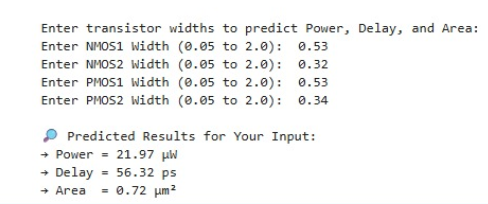 Enter transistor widths to predict Power, Delay, and Area:
Enter NMOS1 Width (0.05 to 2.0): 0.53
Enter NMOS2 Width (0.05 to 2.0): 0.32
Enter PMOS1 Width (0.05 to 2.0): 0.53
Enter PMOS2 Width (0.05 to 2.0): 0.34
🔎 Predicted Results for Your Input:
→ Power = 21.97 µW
→ Delay = 56.32 ps
→ Area = 0.72 µm²